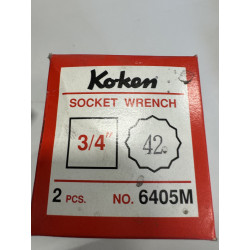 Koken
SOCKET WRENCH
3/4" 42
2 PCS. NO. 6405M